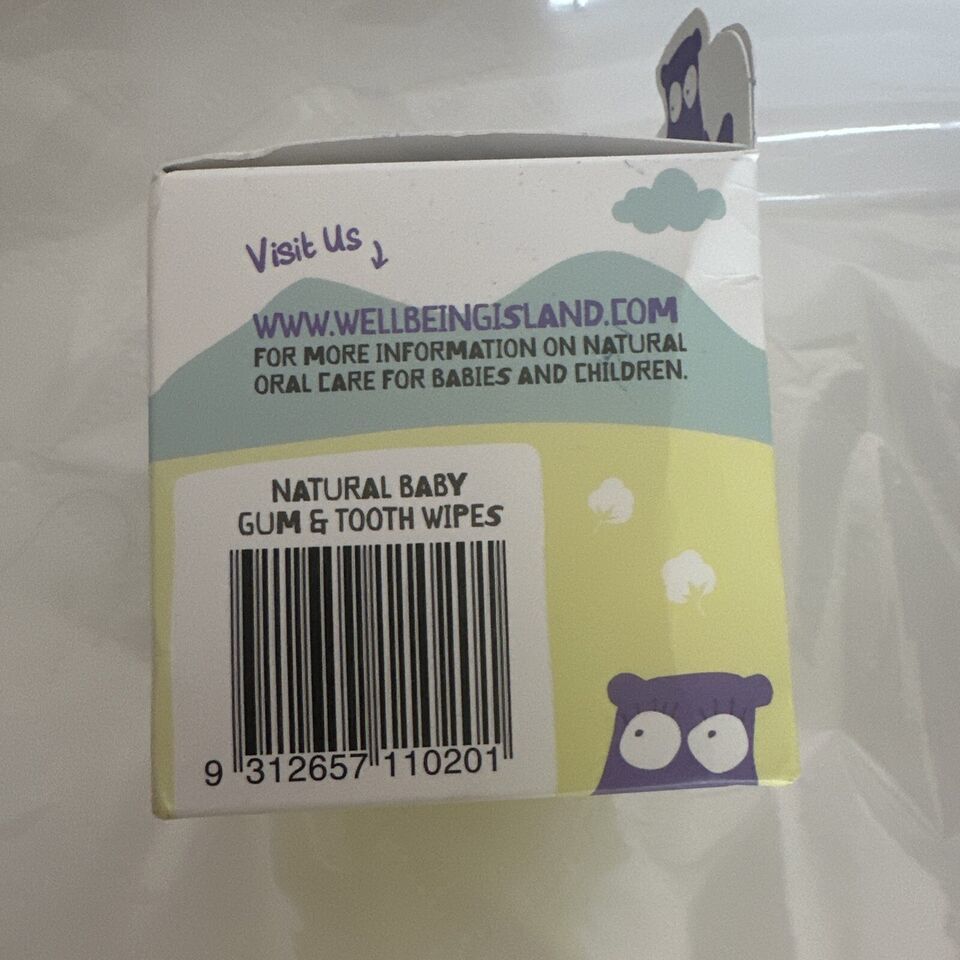 Visit Us
WWW.WELLBEINGISLAND.COM
FOR MORE INFORMATION ON NATURAL
ORAL CARE FOR BABIES AND CHILDREN.
NATURAL BABY
GUM & TOOTH WIPES
9 312657 110201